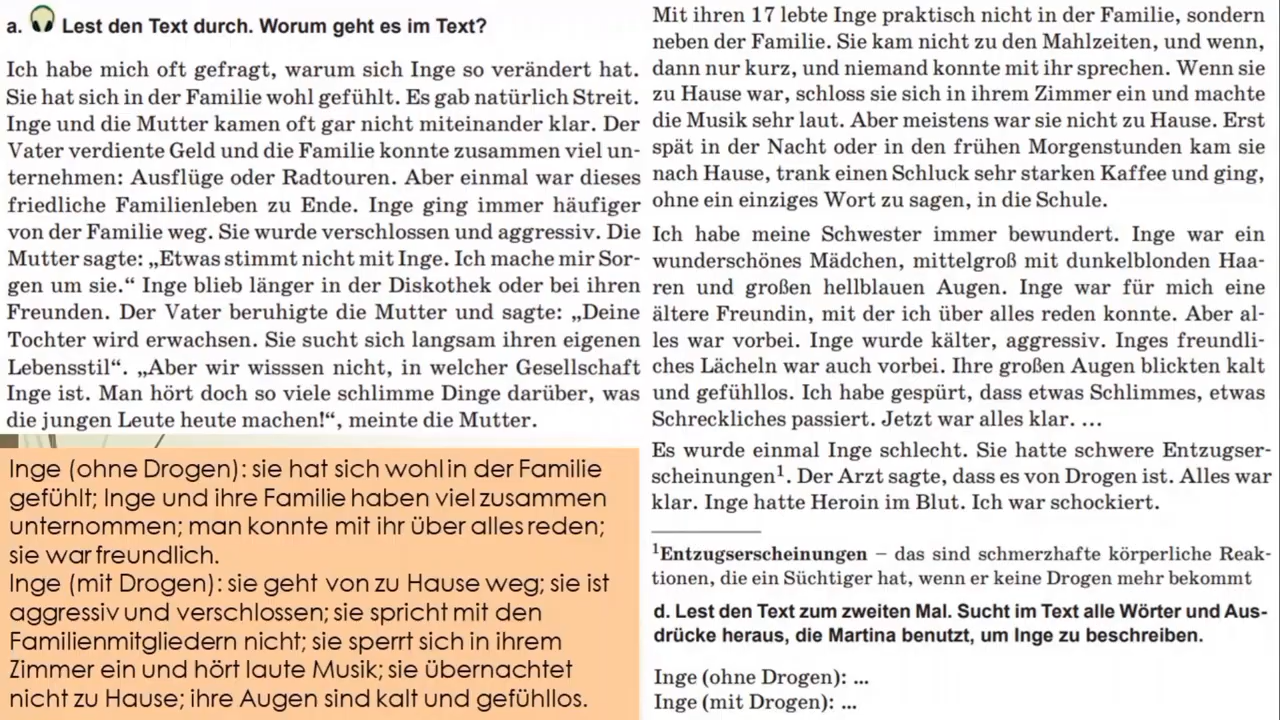 a. Lest den Text durch. Worum geht es im Text?
Ich habe mich oft gefragt, warum sich Inge so verändert hat.
Sie hat sich in der Familie wohl gefühlt. Es gab natürlich Streit.
Inge und die Mutter kamen oft gar nicht miteinander klar. Der
Vater verdiente Geld und die Familie konnte zusammen viel un-
ternehmen: Ausflüge oder Radtouren. Aber einmal war dieses
friedliche Familienleben zu Ende. Inge ging immer häufiger
von der Familie weg. Sie wurde verschlossen und aggressiv. Die
Mutter sagte: „Etwas stimmt nicht mit Inge. Ich mache mir Sor-
gen um sie.“ Inge blieb länger in der Diskothek oder bei ihren
Freunden. Der Vater beruhigte die Mutter und sagte: „Deine
Tochter wird erwachsen. Sie sucht sich langsam ihren eigenen
Lebensstil“. „Aber wir wisssen nicht, in welcher Gesellschaft
Inge ist. Man hört doch so viele schlimme Dinge darüber, was
die jungen Leute heute machen!“, meinte die Mutter.
Inge (ohne Drogen): sie hat sich wohl in der Familie
gefühlt; Inge und ihre Familie haben viel zusammen
unternommen; man konnte mit ihr über alles reden;
sie war freundlich.
Inge (mit Drogen): sie geht von zu Hause weg; sie ist
aggressiv und verschlossen; sie spricht mit den
Familienmitgliedern nicht; sie sperrt sich in ihrem
Zimmer ein und hört laute Musik; sie übernachtet
nicht zu Hause; ihre Augen sind kalt und gefühllos.
Mit ihren 17 lebte Inge praktisch nicht in der Familie, sondern
neben der Familie. Sie kam nicht zu den Mahlzeiten, und wenn,
dann nur kurz, und niemand konnte mit ihr sprechen. Wenn sie
zu Hause war, schloss sie sich in ihrem Zimmer ein und machte
die Musik sehr laut. Aber meistens war sie nicht zu Hause. Erst
spät in der Nacht oder in den frühen Morgenstunden kam sie
nach Hause, trank einen Schluck sehr starken Kaffee und ging,
ohne ein einziges Wort zu sagen, in die Schule.
Ich habe meine Schwester immer bewundert. Inge war ein
wunderschönes Mädchen, mittelgroß mit dunkelblonden Haa-
ren und großen hellblauen Augen. Inge war für mich eine
ältere Freundin, mit der ich über alles reden konnte. Aber al-
les war vorbei. Inge wurde kälter, aggressiv. Inges freundli-
ches Lächeln war auch vorbei. Ihre großen Augen blickten kalt
und gefühllos. Ich habe gespürt, dass etwas Schlimmes, etwas
Schreckliches passiert. Jetzt war alles klar. ...
Es wurde einmal Inge schlecht. Sie hatte schwere Entzugser-
scheinungen¹. Der Arzt sagte, dass es von Drogen ist. Alles war
klar. Inge hatte Heroin im Blut. Ich war schockiert.
¹Entzugserscheinungen – das sind schmerzhafte körperliche Reak-
tionen, die ein Süchtiger hat, wenn er keine Drogen mehr bekommt
d. Lest den Text zum zweiten Mal. Sucht im Text alle Wörter und Aus-
drücke heraus, die Martina benutzt, um Inge zu beschreiben.
Inge (ohne Drogen): ...
Inge (mit Drogen): ...